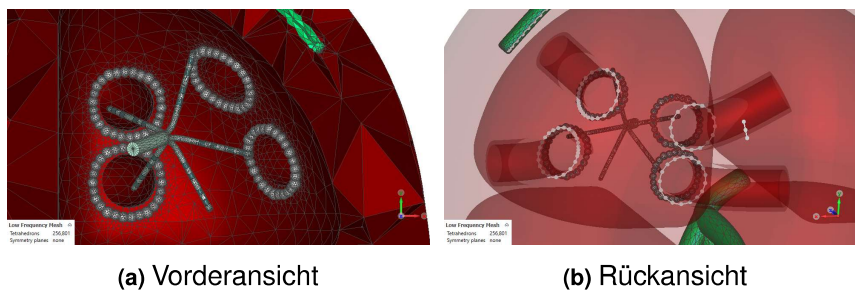 Low Frequency Mesh
Tetrahedrons 256,801
Symmetry planes none
Low Frequency Mesh
Tetrahedrons 256,801
Symmetry planes none
(a) Vorderansicht
(b) Rückansicht